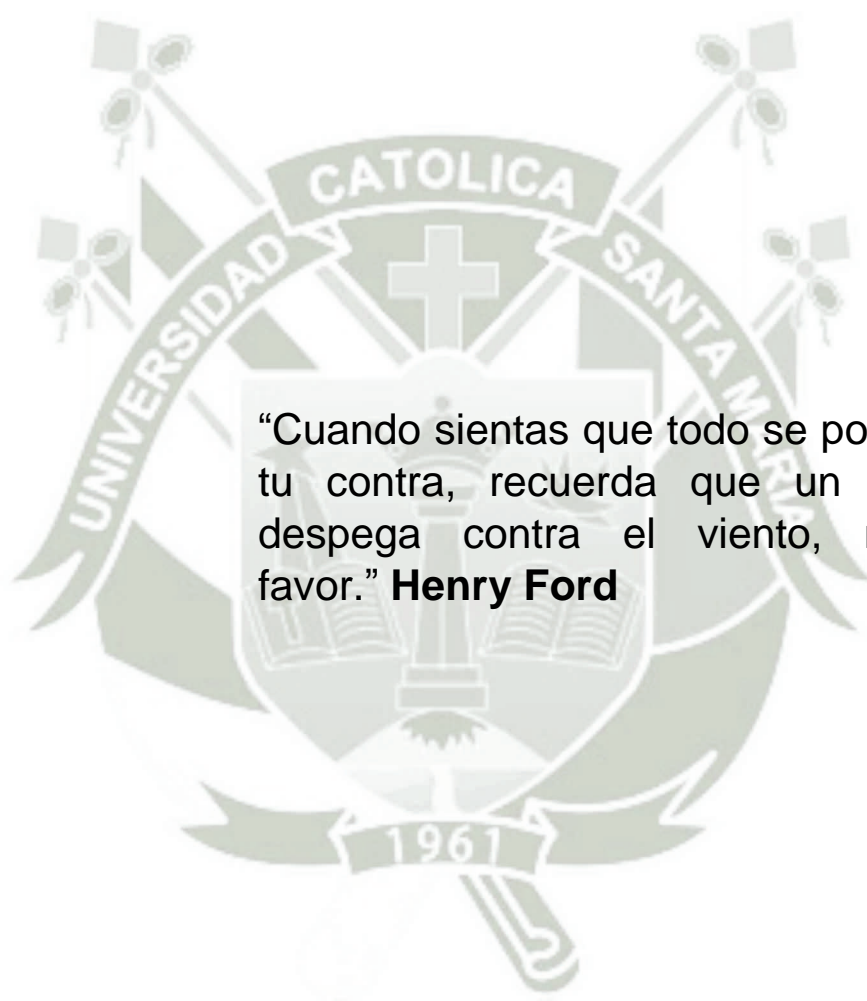 CATOLICA
UNIVERSIDAD
SANTA MARIA
“Cuando sientas que todo se po
tu contra, recuerda que un
despega contra el viento,
favor.” Henry Ford
1961